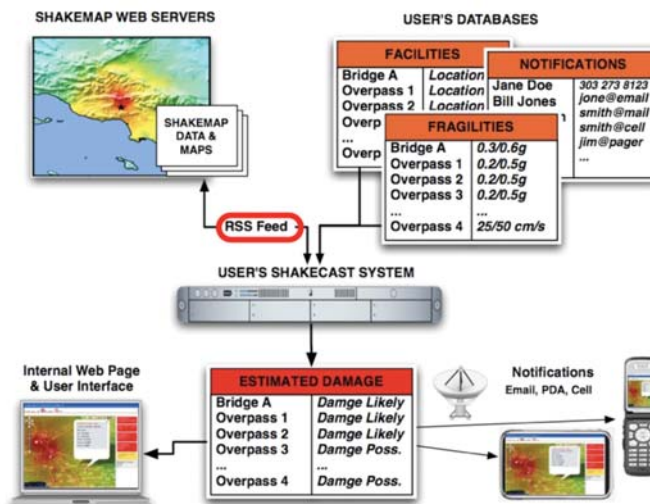 SHAKEMAP WEB SERVERS
USER'S DATABASES
SHAKEMAP
DATA &
MAPS
FACILITIES
Bridge A Location
Overpass 1 Location
Overpass 2 Location
...
NOTIFICATIONS
Jane Doe 303 273 8123
Bill Jones jone@email
smith@mail
smith@cell
jim@pager
...
FRAGILITIES
Bridge A 0.3/0.6g
Overpass 1 0.2/0.5g
Overpass 2 0.2/0.5g
Overpass 3 0.2/0.5g
... ...
Overpass 4 25/50 cm/s
RSS Feed
USER'S SHAKECAST SYSTEM
Internal Web Page
& User Interface
ESTIMATED DAMAGE
Bridge A Damge Likely
Overpass 1 Damge Likely
Overpass 2 Damge Likely
Overpass 3 Damge Poss.
... ...
Overpass 4 Damge Poss.
Notifications
Email, PDA, Cell